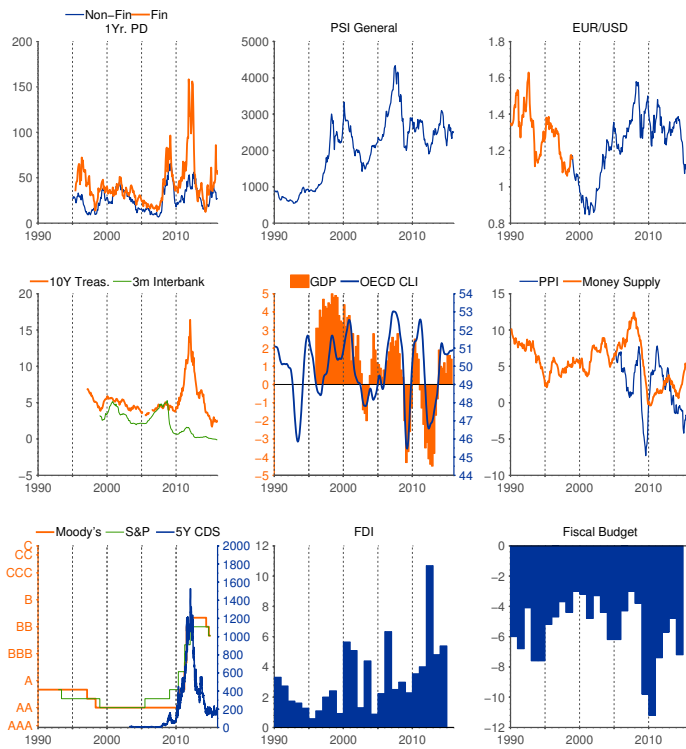 Non−Fin Fin
1Yr. PD
PSI General
EUR/USD
200
150
100
50
0
1990 2000 2010
5000
4000
3000
2000
1000
0
1990 2000 2010
1.8
1.6
1.4
1.2
1
0.8
1990 2000 2010
10Y Treas. 3m Interbank
GDP OECD CLI
PPI Money Supply
20
15
10
5
0
−5
1990 2000 2010
5
4
3
2
1
0
−1
−2
−3
−4
−5
54
53
52
51
50
49
48
47
46
45
44
1990 2000 2010
15
10
5
0
−5
−10
1990 2000 2010
Moody's S&P 5Y CDS
FDI
Fiscal Budget
C
CC
CCC
B
BB
BBB
A
AA
AAA
2000
1800
1600
1400
1200
1000
800
600
400
200
0
1990 2000 2010
12
10
8
6
4
2
0
1990 2000 2010
0
−2
−4
−6
−8
−10
−12
1990 2000 2010